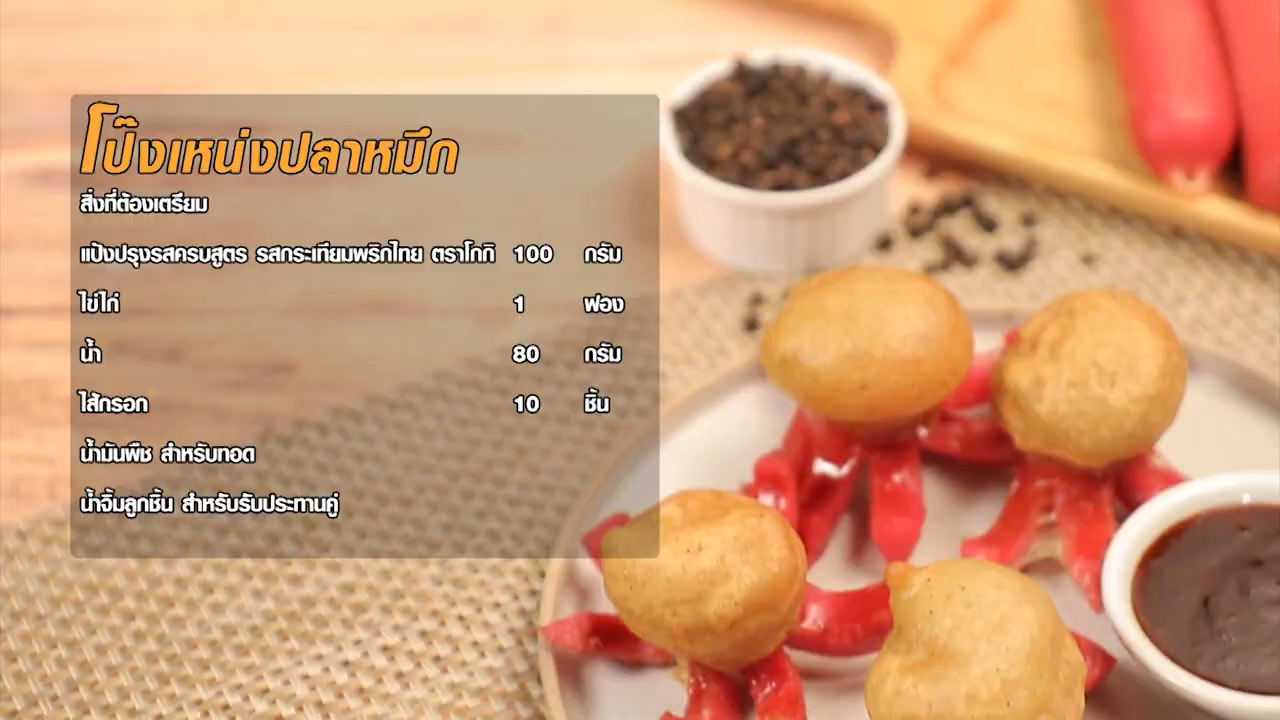 โป๊งเหน่งปลาหมึก
สิ่งที่ต้องเตรียม
แป้งปรุงรสครบสูตร รสกระเทียมพริกไทย ตราโกกิ 100 กรัม
ไข่ไก่ 1 ฟอง
น้ำ 80 กรัม
ไส้กรอก 10 ชิ้น
น้ำมันพืช สำหรับทอด
น้ำจิ้มลูกชิ้น สำหรับรับประทานคู่